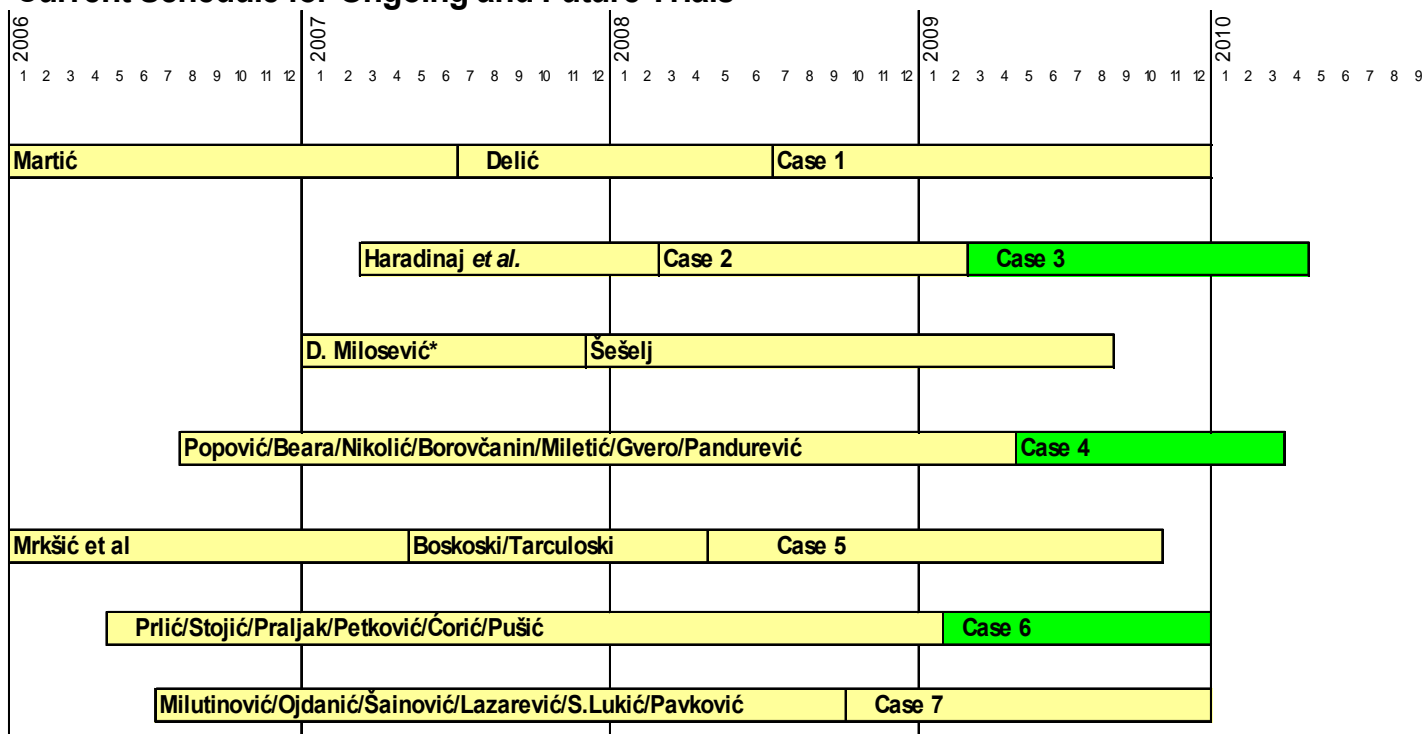 Current Schedule for Ongoing and Future Trials
2006 2007 2008 2009 2010
1 2 3 4 5 6 7 8 9 10 11 12 1 2 3 4 5 6 7 8 9 10 11 12 1 2 3 4 5 6 7 8 9 10 11 12 1 2 3 4 5 6 7 8 9 10 11 12 1 2 3 4 5 6 7 8 9
Martić Delić Case 1
Haradinaj et al. Case 2 Case 3
D. Milosević* Šešelj
Popović/Beara/Nikolić/Borovčanin/Miletić/Gvero/Pandurević Case 4
Mrkšić et al Boskoski/Tarculoski Case 5
Prlić/Stojić/Praljak/Petković/Ćorić/Pušić Case 6
Milutinović/Ojdanić/Šainović/Lazarević/S.Lukić/Pavković Case 7